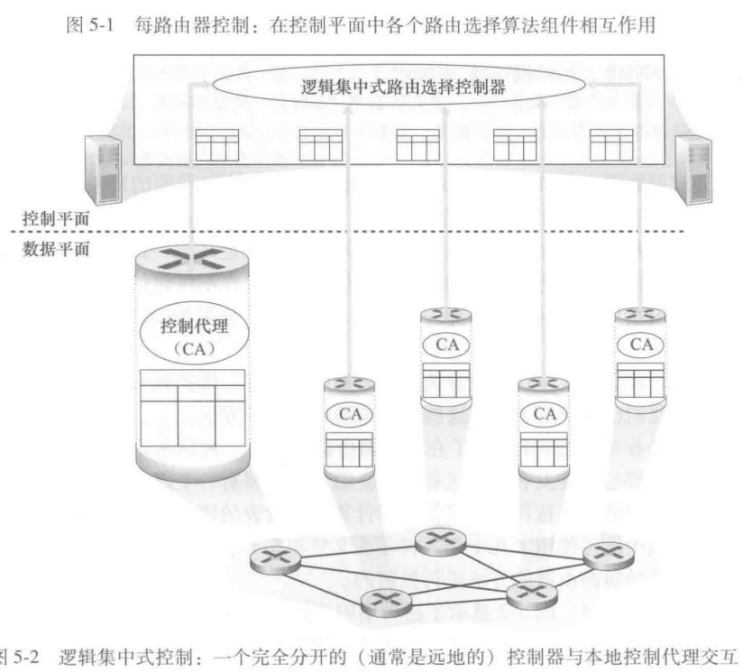 图 5-1 每路由器控制：在控制平面中各个路由选择算法组件相互作用
逻辑集中式路由选择控制器
控制平面
数据平面
控制代理
（CA）
CA
CA
CA
CA
图 5-2 逻辑集中式控制：一个完全分开的（通常是远地的）控制器与本地控制代理交互